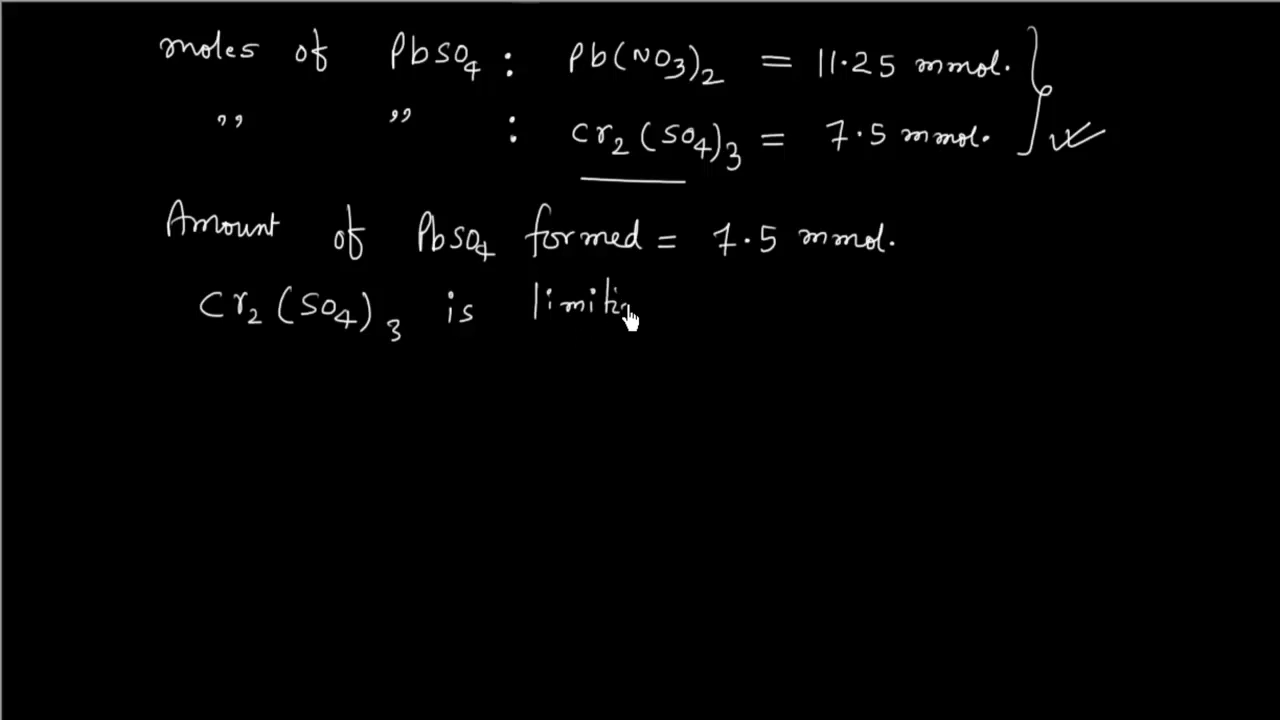 moles of PbSO₄ : Pb(NO₃)₂ = 11.25 mmol.
,, ,, : Cr₂(SO₄)₃ = 7.5 mmol.
Amount of PbSO₄ formed = 7.5 mmol.
Cr₂(SO₄)₃ is limiti